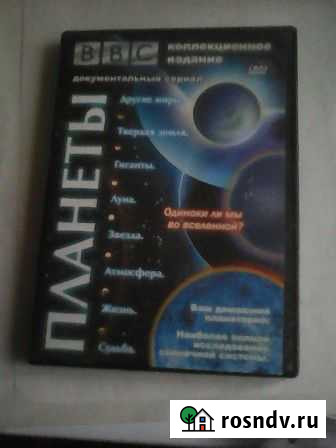 BBC
коллекционное
издание
DVD
документальный сериал
ПЛАНЕТЫ
Другие миры.
Твердая земля.
Гиганты.
Луна.
Звезда.
Атмосфера.
Жизнь.
Судьба.
Одиноки ли мы
во вселенной?
Ваш домашний
планетарий.
Наиболее полное
исследование
солнечной системы.
rosndv.ru